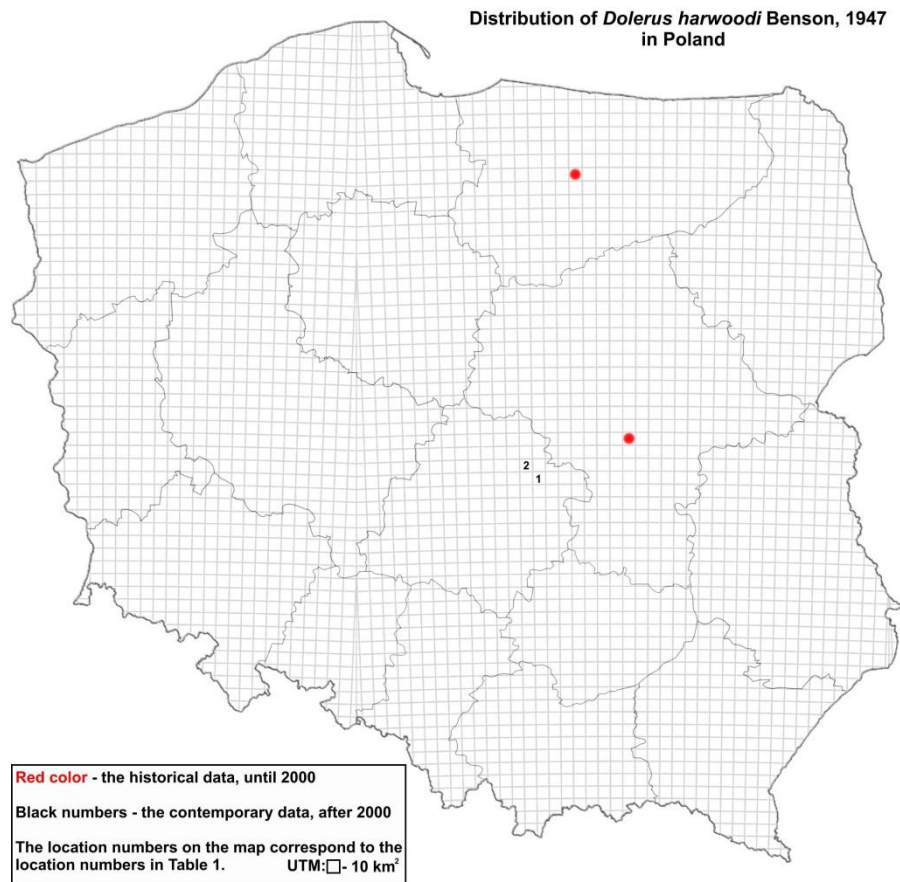 Distribution of Dolerus harwoodi Benson, 1947
in Poland
2
1
Red color - the historical data, until 2000
Black numbers - the contemporary data, after 2000
The location numbers on the map correspond to the
location numbers in Table 1. UTM:□- 10 km²